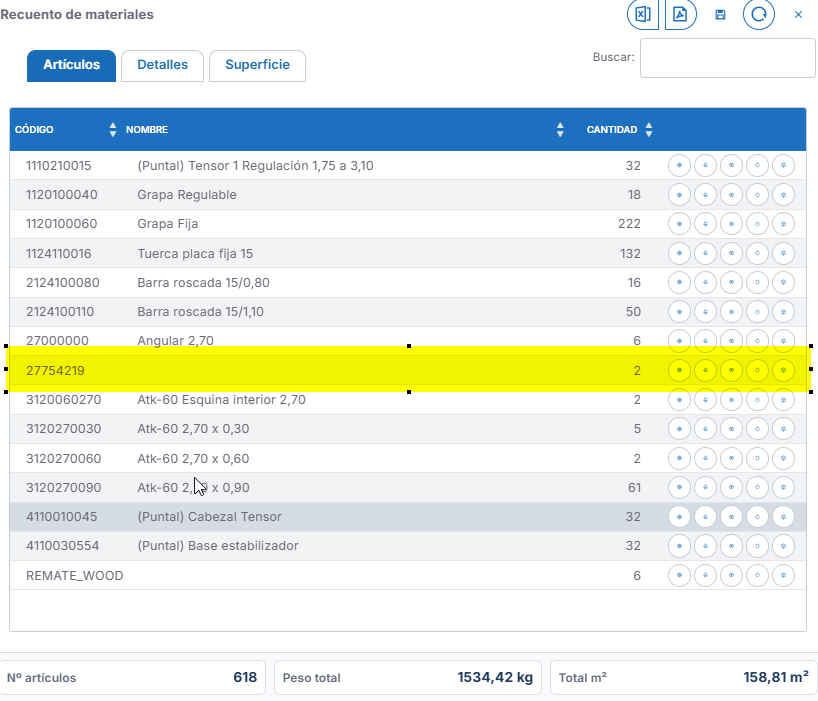 Recuento de materiales
Artículos Detalles Superficie Buscar:
CÓDIGO NOMBRE CANTIDAD
1110210015 (Puntal) Tensor 1 Regulación 1,75 a 3,10 32
1120100040 Grapa Regulable 18
1120100060 Grapa Fija 222
1124110016 Tuerca placa fija 15 132
2124100080 Barra roscada 15/0,80 16
2124100110 Barra roscada 15/1,10 50
27000000 Angular 2,70 6
27754219 2
3120060270 Atk-60 Esquina interior 2,70 2
3120270030 Atk-60 2,70 x 0,30 5
3120270060 Atk-60 2,70 x 0,60 2
3120270090 Atk-60 2,70 x 0,90 61
4110010045 (Puntal) Cabezal Tensor 32
4110030554 (Puntal) Base estabilizador 32
REMATE_WOOD 6
Nº artículos 618 Peso total 1534,42 kg Total m² 158,81 m²